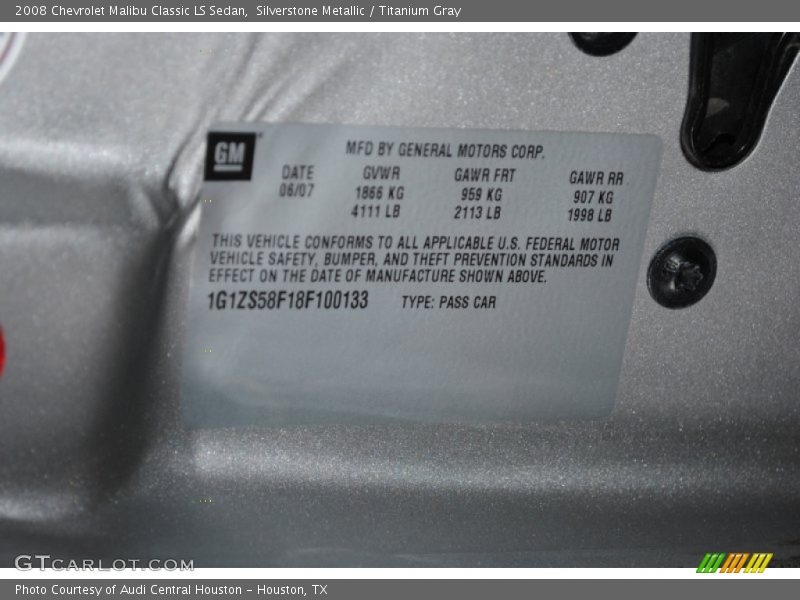 2008 Chevrolet Malibu Classic LS Sedan,  Silverstone Metallic / Titanium Gray
GM
MFD BY GENERAL MOTORS CORP.
DATE GVWR GAWR FRT GAWR RR
06/07 1866 KG 959 KG 907 KG
4111 LB 2113 LB 1998 LB
THIS VEHICLE CONFORMS TO ALL APPLICABLE U.S. FEDERAL MOTOR
VEHICLE SAFETY, BUMPER, AND THEFT PREVENTION STANDARDS IN
EFFECT ON THE DATE OF MANUFACTURE SHOWN ABOVE.
1G1ZS58F18F100133 TYPE: PASS CAR
GTCARLOT.COM
Photo Courtesy of Audi Central Houston - Houston, TX